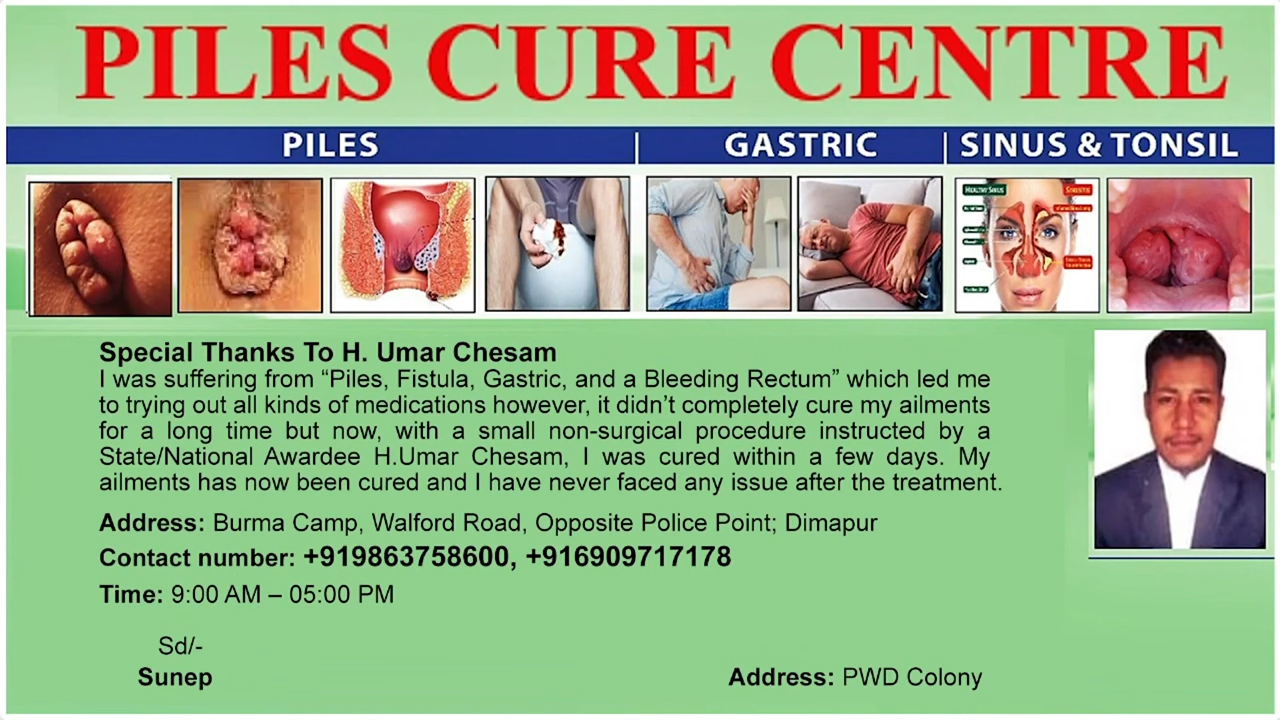 PILES CURE CENTRE
PILES | GASTRIC | SINUS & TONSIL
HEALTHY SINUS SINUSITIS
Special Thanks To H. Umar Chesam
I was suffering from “Piles, Fistula, Gastric, and a Bleeding Rectum” which led me
to trying out all kinds of medications however, it didn’t completely cure my ailments
for a long time but now, with a small non-surgical procedure instructed by a
State/National Awardee H.Umar Chesam, I was cured within a few days. My
ailments has now been cured and I have never faced any issue after the treatment.
Address: Burma Camp, Walford Road, Opposite Police Point; Dimapur
Contact number: +919863758600, +916909717178
Time: 9:00 AM – 05:00 PM
Sd/-
Sunep
Address: PWD Colony